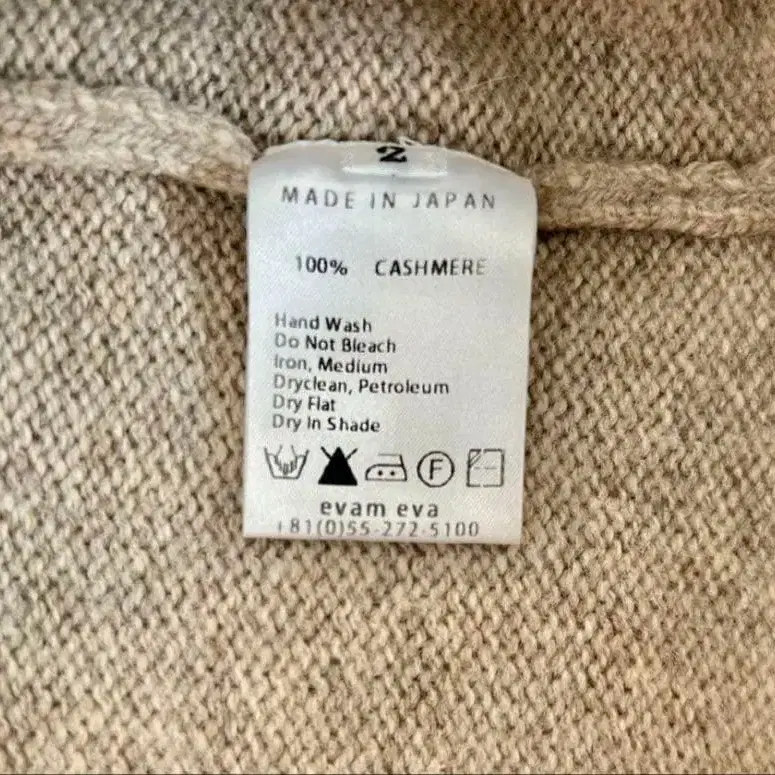 2
MADE IN JAPAN
100% CASHMERE
Hand Wash
Do Not Bleach
Iron, Medium
Dryclean, Petroleum
Dry Flat
Dry In Shade
F
evam eva
+81(0)55-272-5100